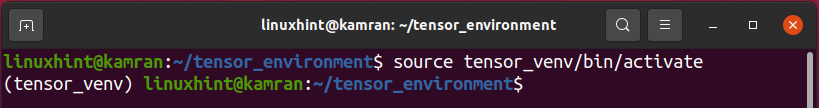 linuxhint@kamran: ~/tensor_environment
linuxhint@kamran:~/tensor_environment$ source tensor_venv/bin/activate
(tensor_venv) linuxhint@kamran:~/tensor_environment$